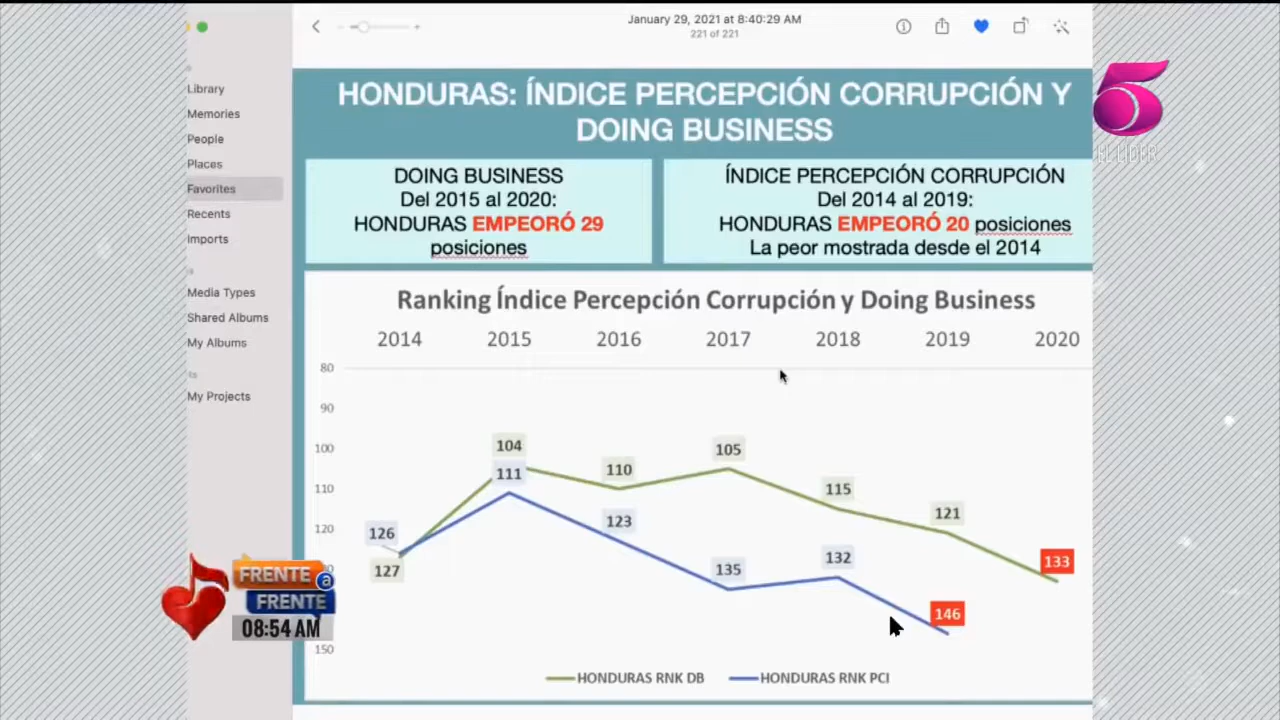 January 29, 2021 at 8:40:29 AM
221 of 221
Library
Memories
People
Places
Favorites
Recents
Imports
Media Types
Shared Albums
My Albums
My Projects
HONDURAS: ÍNDICE PERCEPCIÓN CORRUPCIÓN Y
DOING BUSINESS
DOING BUSINESS
Del 2015 al 2020:
HONDURAS EMPEORÓ 29
posiciones
ÍNDICE PERCEPCIÓN CORRUPCIÓN
Del 2014 al 2019:
HONDURAS EMPEORÓ 20 posiciones
La peor mostrada desde el 2014
Ranking Índice Percepción Corrupción y Doing Business
2014 2015 2016 2017 2018 2019 2020
80
90
100
110
120
150
104
111
110
105
115
121
133
126
127
123
135
132
146
HONDURAS RNK DB
HONDURAS RNK PCI
5
EL LÍDER
FRENTE a
FRENTE
08:54 AM